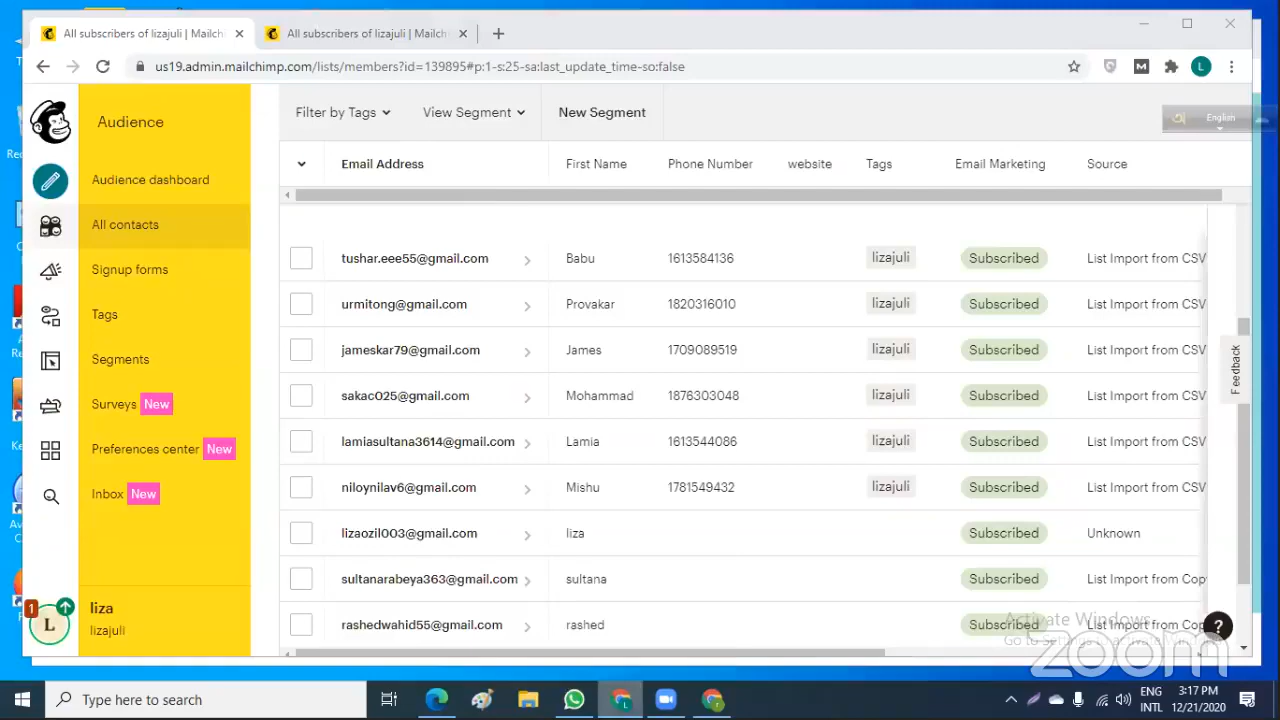 All subscribers of lizajuli | Mailch
All subscribers of lizajuli | Mailch
us19.admin.mailchimp.com/lists/members?id=139895#p:1-s:25-sa:last_update_time-so:false
L
Audience
Filter by Tags
View Segment
New Segment
English
Email Address
First Name
Phone Number
website
Tags
Email Marketing
Source
Audience dashboard
All contacts
Signup forms
Tags
Segments
Surveys New
Preferences center New
Inbox New
tushar.eee55@gmail.com Babu 1613584136 lizajuli Subscribed List Import from CSV
urmitong@gmail.com Provakar 1820316010 lizajuli Subscribed List Import from CSV
jameskar79@gmail.com James 1709089519 lizajuli Subscribed List Import from CSV
sakac025@gmail.com Mohammad 1876303048 lizajuli Subscribed List Import from CSV
lamiasultana3614@gmail.com Lamia 1613544086 lizajuli Subscribed List Import from CSV
niloynilav6@gmail.com Mishu 1781549432 lizajuli Subscribed List Import from CSV
lizaozil003@gmail.com liza Subscribed Unknown
sultanarabeya363@gmail.com sultana Subscribed List Import from Cop
rashedwahid55@gmail.com rashed Subscribed List Import from Cop
Feedback
1
L
liza
lizajuli
Activate Windows
?
zoom
Type here to search
ENG
INTL
3:17 PM
12/21/2020